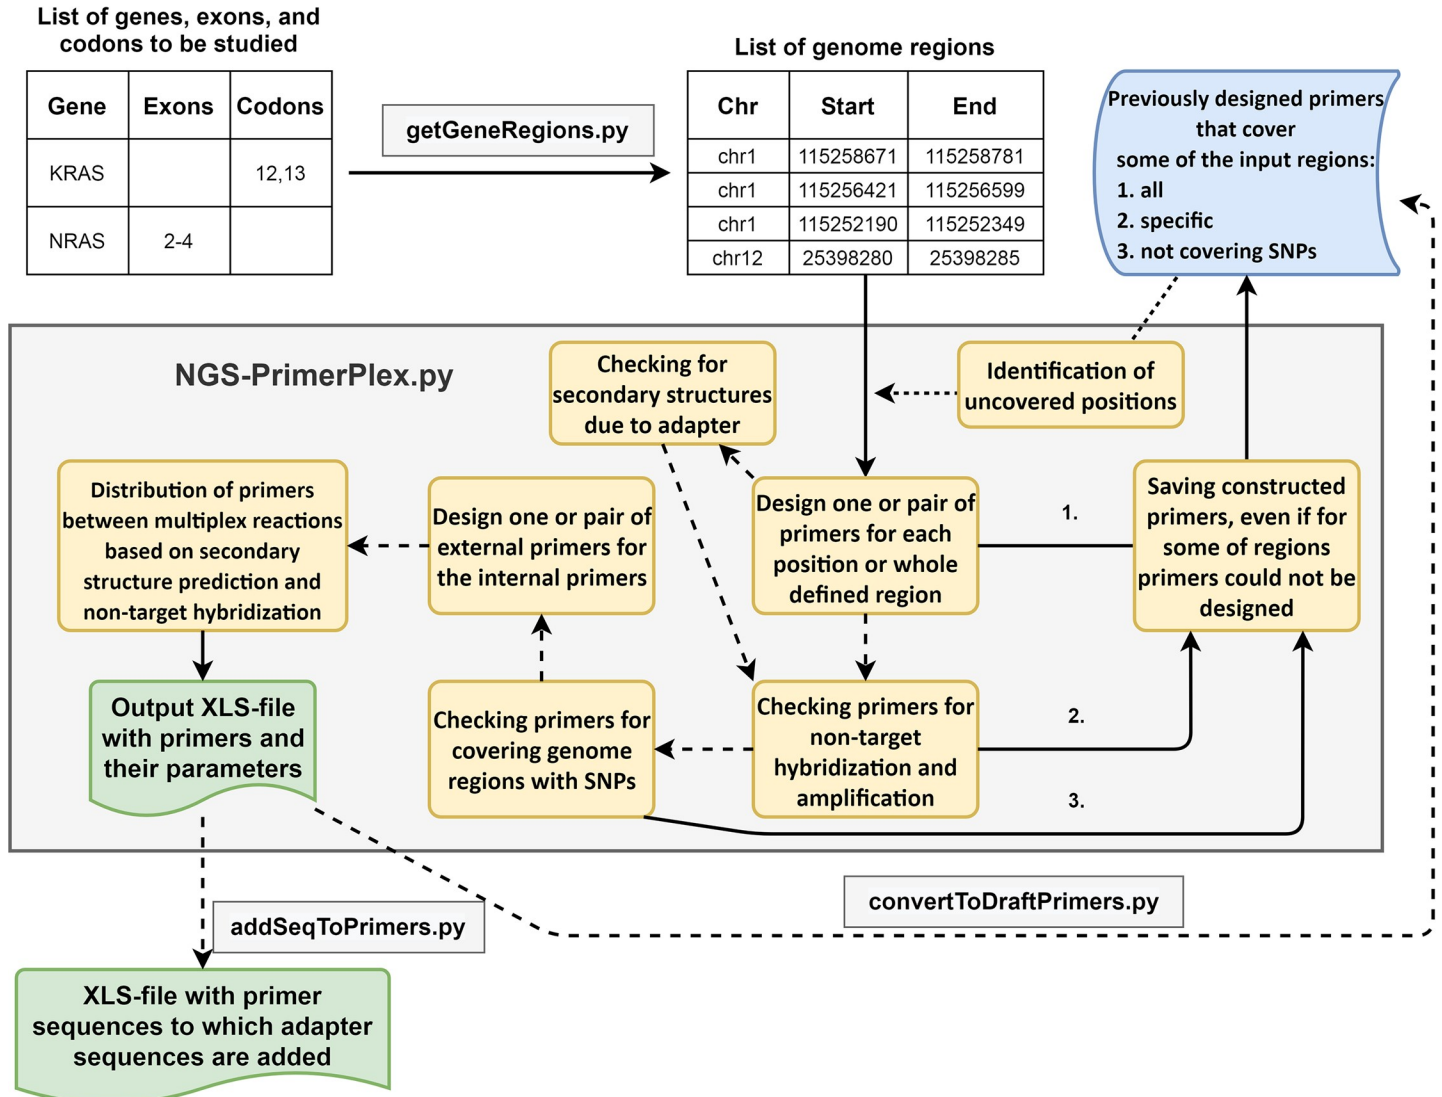 List of genes, exons, and
codons to be studied
Gene Exons Codons
KRAS 12,13
NRAS 2-4
getGeneRegions.py
List of genome regions
Chr Start End
chr1 115258671 115258781
chr1 115256421 115256599
chr1 115252190 115252349
chr12 25398280 25398285
Previously designed primers
that cover
some of the input regions:
1. all
2. specific
3. not covering SNPs
NGS-PrimerPlex.py
Checking for
secondary structures
due to adapter
Identification of
uncovered positions
Distribution of primers
between multiplex reactions
based on secondary
structure prediction and
non-target hybridization
Design one or pair of
external primers for
the internal primers
Design one or pair of
primers for each
position or whole
defined region
1.
Saving constructed
primers, even if for
some of regions
primers could not be
designed
Output XLS-file
with primers and
their parameters
Checking primers for
covering genome
regions with SNPs
Checking primers for
non-target
hybridization and
amplification
2.
3.
addSeqToPrimers.py
convertToDraftPrimers.py
XLS-file with primer
sequences to which adapter
sequences are added